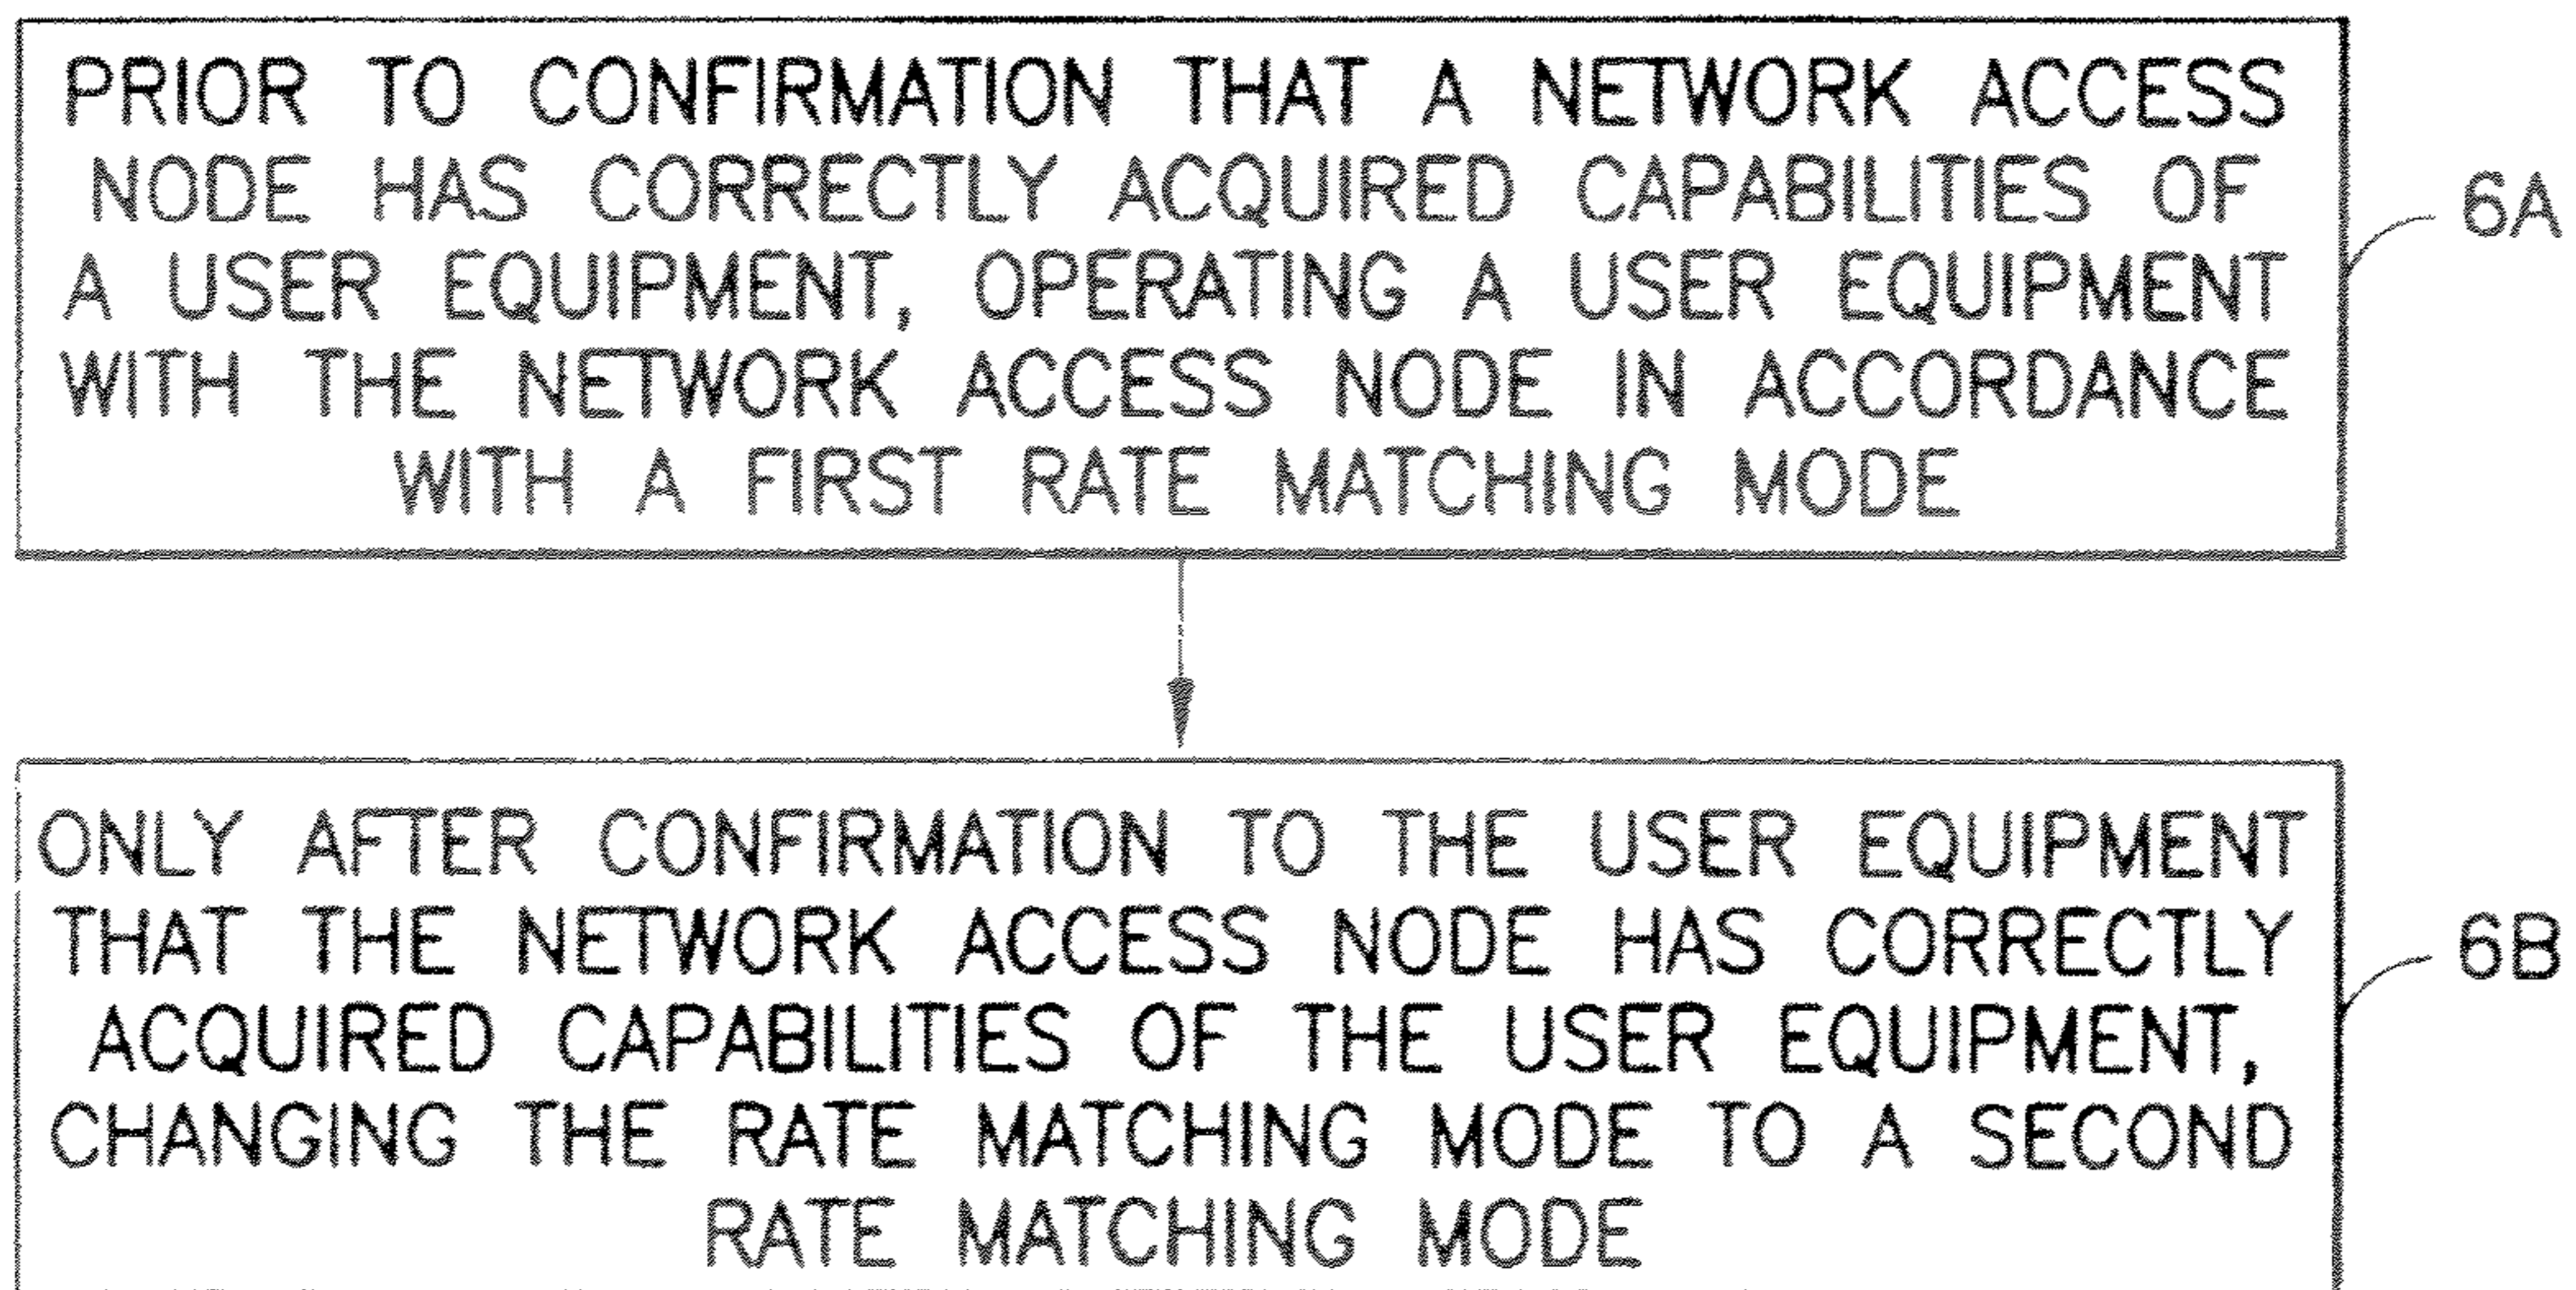 PRIOR TO CONFIRMATION THAT A NETWORK ACCESS
NODE HAS CORRECTLY ACQUIRED CAPABILITIES OF
A USER EQUIPMENT, OPERATING A USER EQUIPMENT
WITH THE NETWORK ACCESS NODE IN ACCORDANCE
WITH A FIRST RATE MATCHING MODE
6A
ONLY AFTER CONFIRMATION TO THE USER EQUIPMENT
THAT THE NETWORK ACCESS NODE HAS CORRECTLY
ACQUIRED CAPABILITIES OF THE USER EQUIPMENT,
CHANGING THE RATE MATCHING MODE TO A SECOND
RATE MATCHING MODE
6B